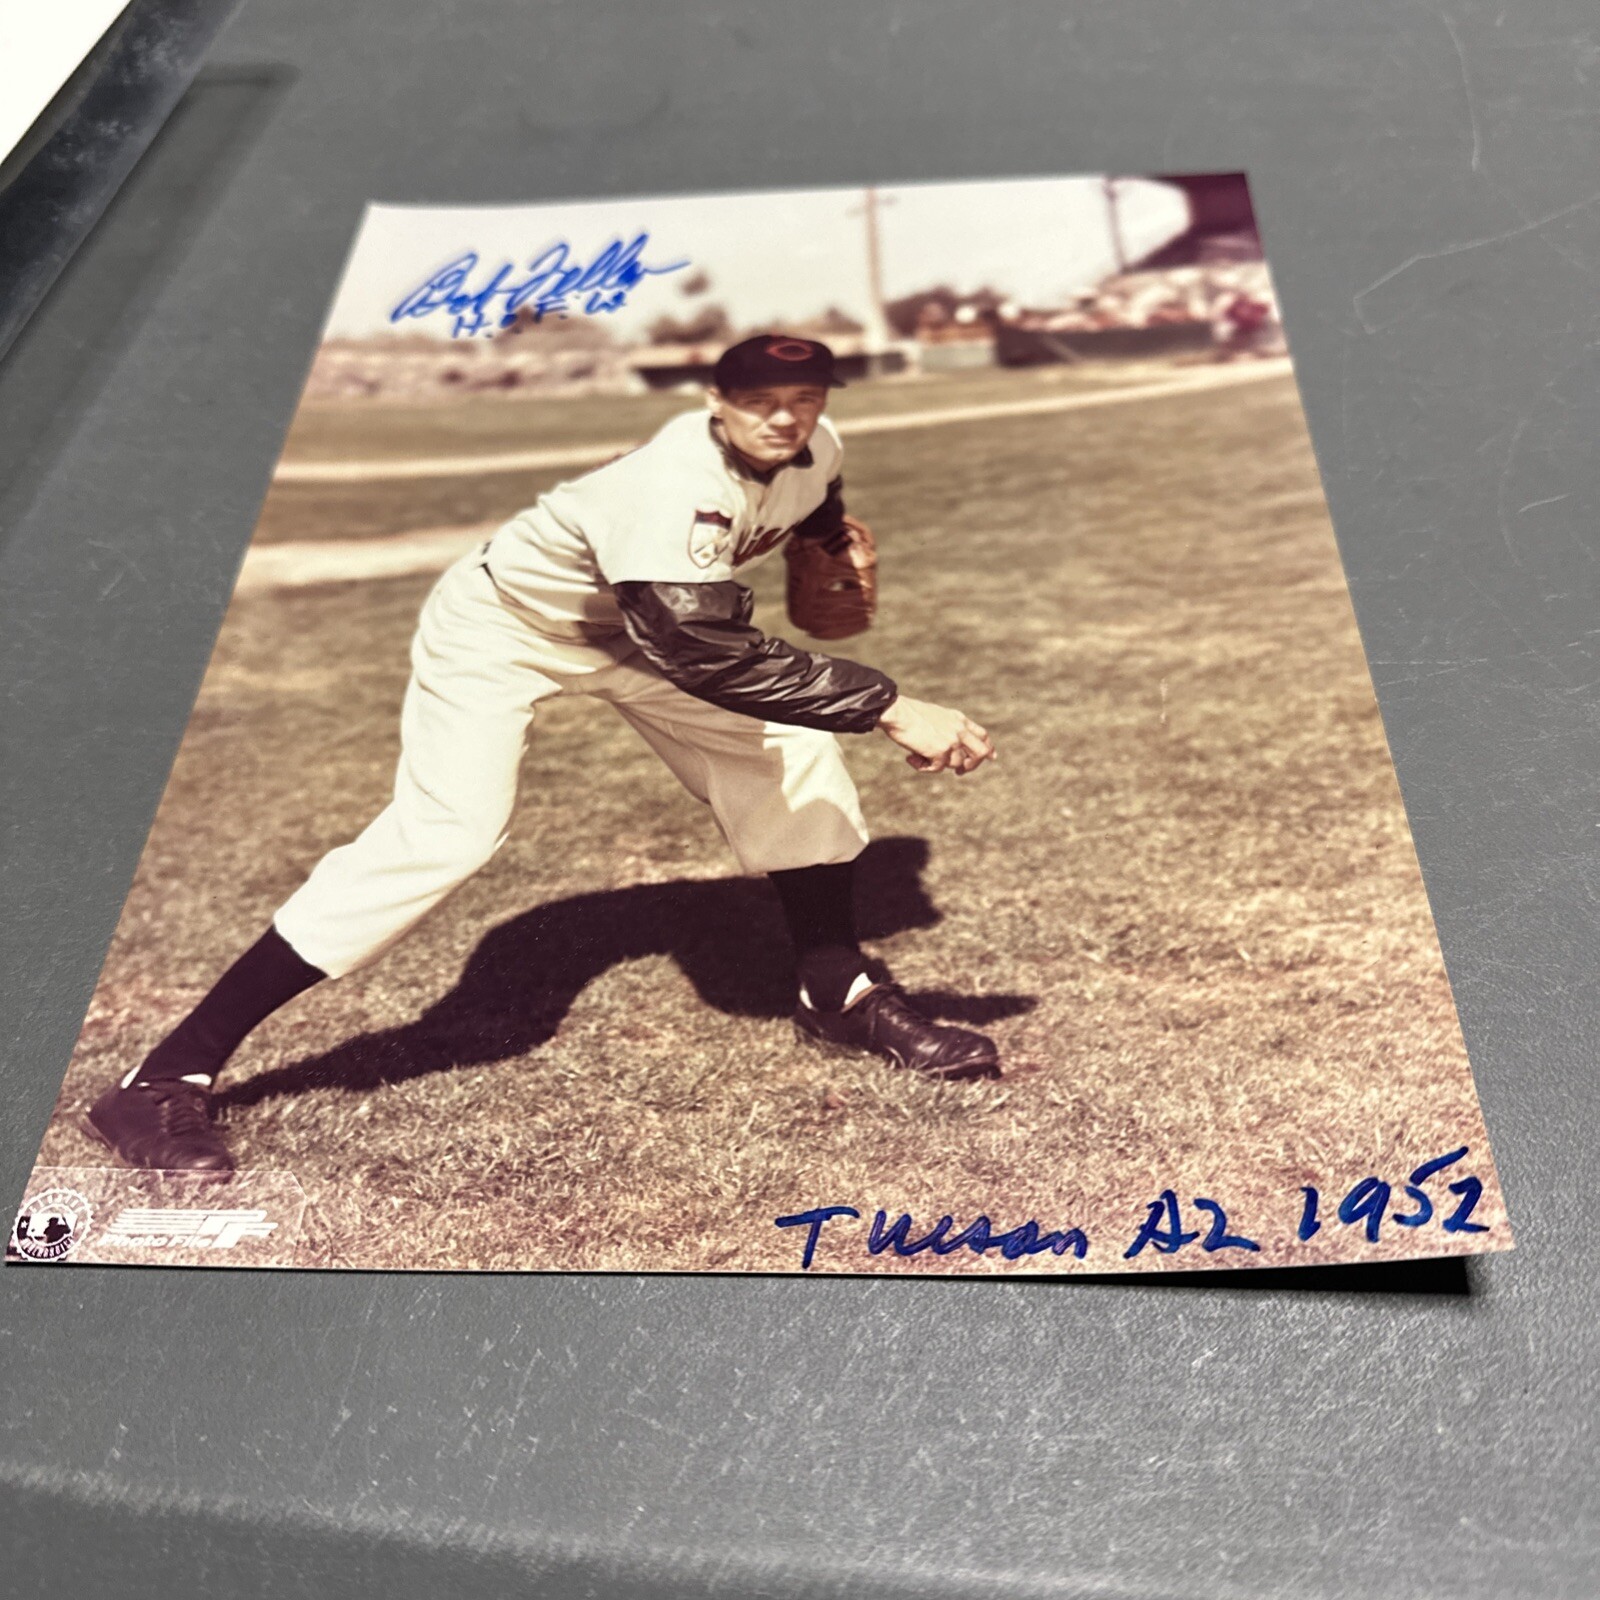 Bob Feller
H.O.F. 62
C
Photo File
Tucson AZ 1952